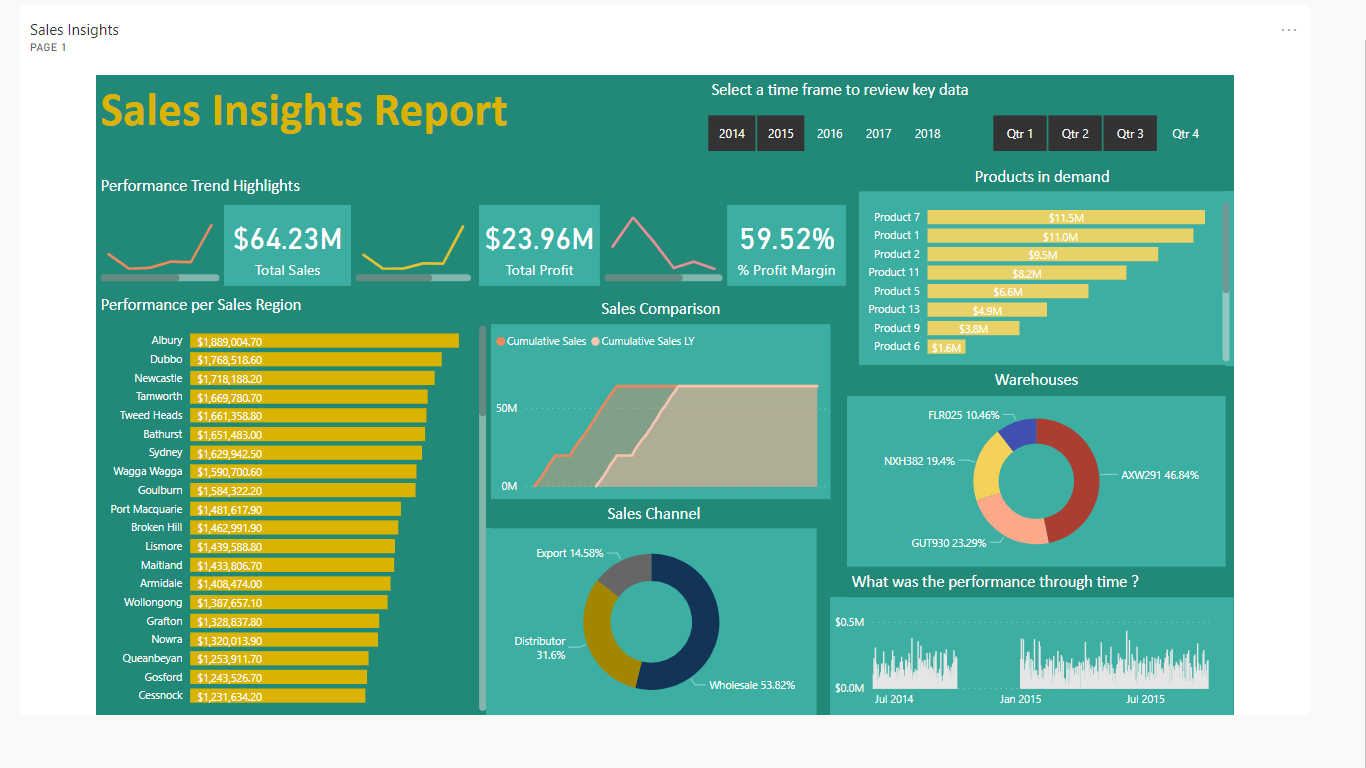 Sales Insights
PAGE 1
...
Sales Insights Report
Select a time frame to review key data
2014 2015 2016 2017 2018 Qtr 1 Qtr 2 Qtr 3 Qtr 4
Performance Trend Highlights
$64.23M
Total Sales
$23.96M
Total Profit
59.52%
% Profit Margin
Products in demand
Product 7 $11.5M
Product 1 $11.0M
Product 2 $9.5M
Product 11 $8.2M
Product 5 $6.6M
Product 13 $4.9M
Product 9 $3.8M
Product 6 $1.6M
Performance per Sales Region
Albury $1,889,004.70
Dubbo $1,768,518.60
Newcastle $1,718,188.20
Tamworth $1,669,780.70
Tweed Heads $1,661,358.80
Bathurst $1,651,483.00
Sydney $1,629,942.50
Wagga Wagga $1,590,700.60
Goulburn $1,584,322.20
Port Macquarie $1,481,617.90
Broken Hill $1,462,991.90
Lismore $1,439,588.80
Maitland $1,433,806.70
Armidale $1,408,474.00
Wollongong $1,387,657.10
Grafton $1,328,837.80
Nowra $1,320,013.90
Queanbeyan $1,253,911.70
Gosford $1,243,526.70
Cessnock $1,231,634.20
Sales Comparison
Cumulative Sales Cumulative Sales LY
50M
0M
Sales Channel
Export 14.58%
Distributor
31.6%
Wholesale 53.82%
Warehouses
FLR025 10.46%
NXH382 19.4%
AXW291 46.84%
GUT930 23.29%
What was the performance through time ?
$0.5M
$0.0M
Jul 2014 Jan 2015 Jul 2015